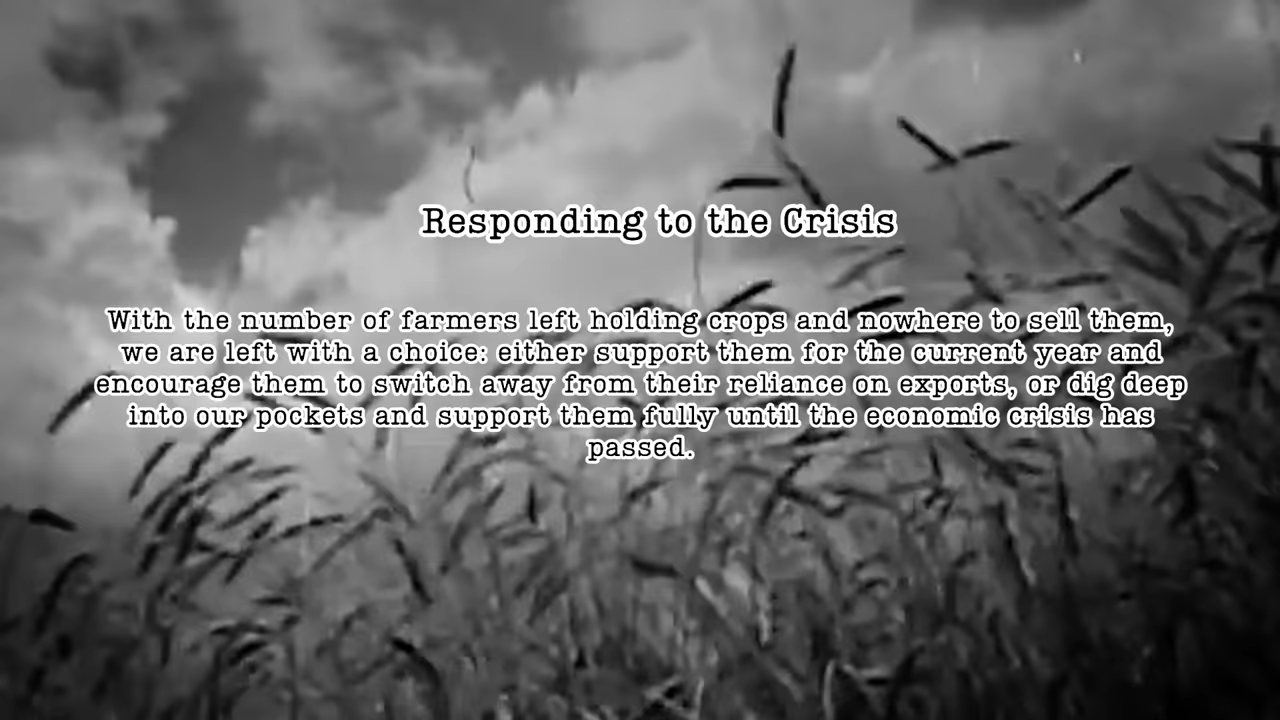 Responding to the Crisis
With the number of farmers left holding crops and nowhere to sell them,
we are left with a choice: either support them for the current year and
encourage them to switch away from their reliance on exports, or dig deep
into our pockets and support them fully until the economic crisis has
passed.